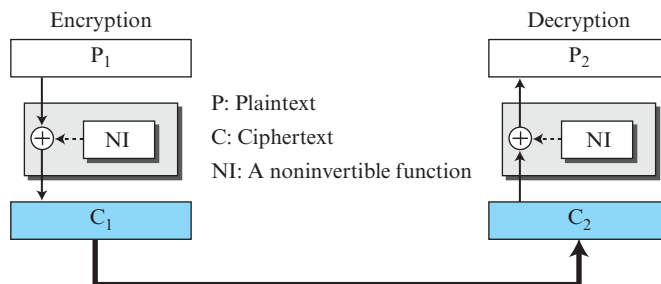 Encryption
Decryption
P₁
P₂
P: Plaintext
C: Ciphertext
NI: A noninvertible function
+
NI
+
NI
C₁
C₂